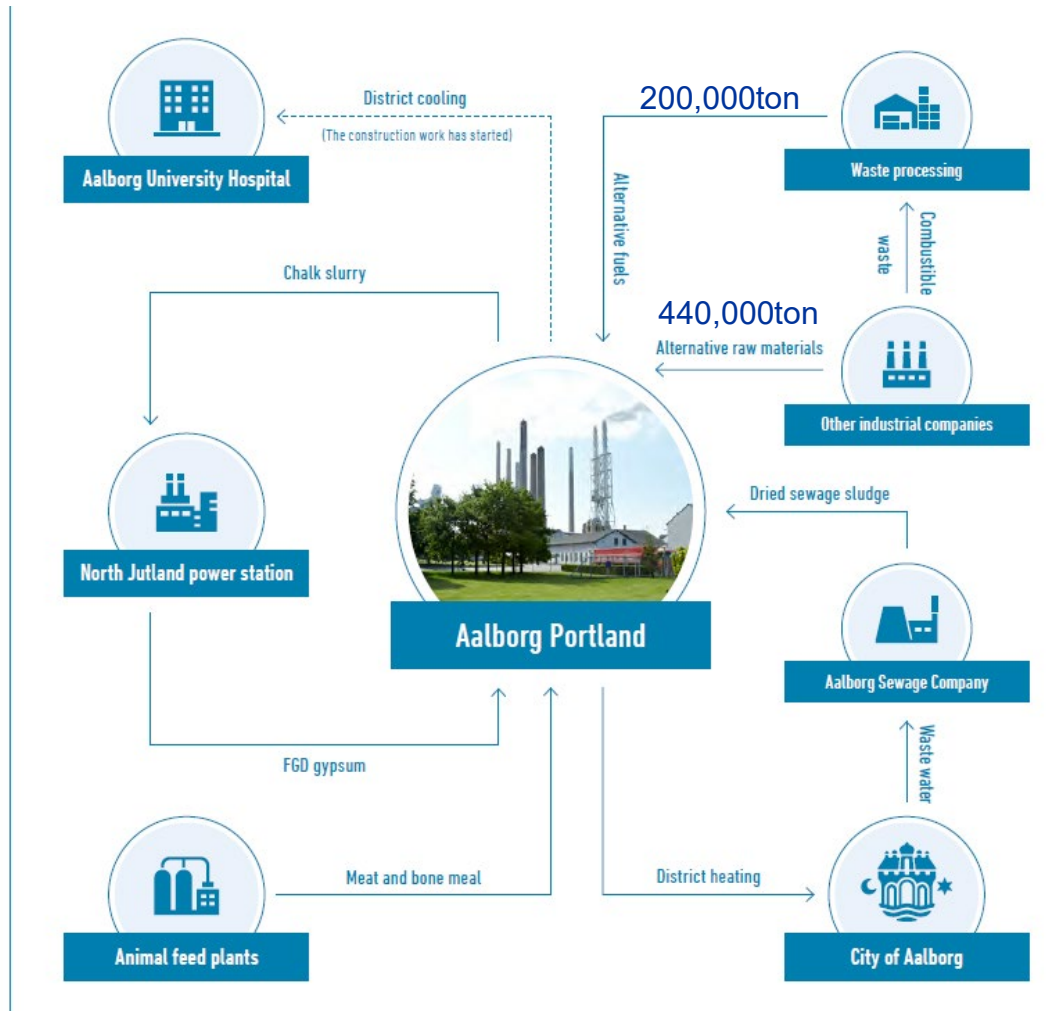 District cooling
(The construction work has started)
Aalborg University Hospital
200,000ton
Waste processing
Alternative fuels
Combustible
waste
Chalk slurry
440,000ton
Alternative raw materials
Other industrial companies
North Jutland power station
Dried sewage sludge
Aalborg Portland
Aalborg Sewage Company
FGD gypsum
Waste water
Meat and bone meal
District heating
Animal feed plants
City of Aalborg